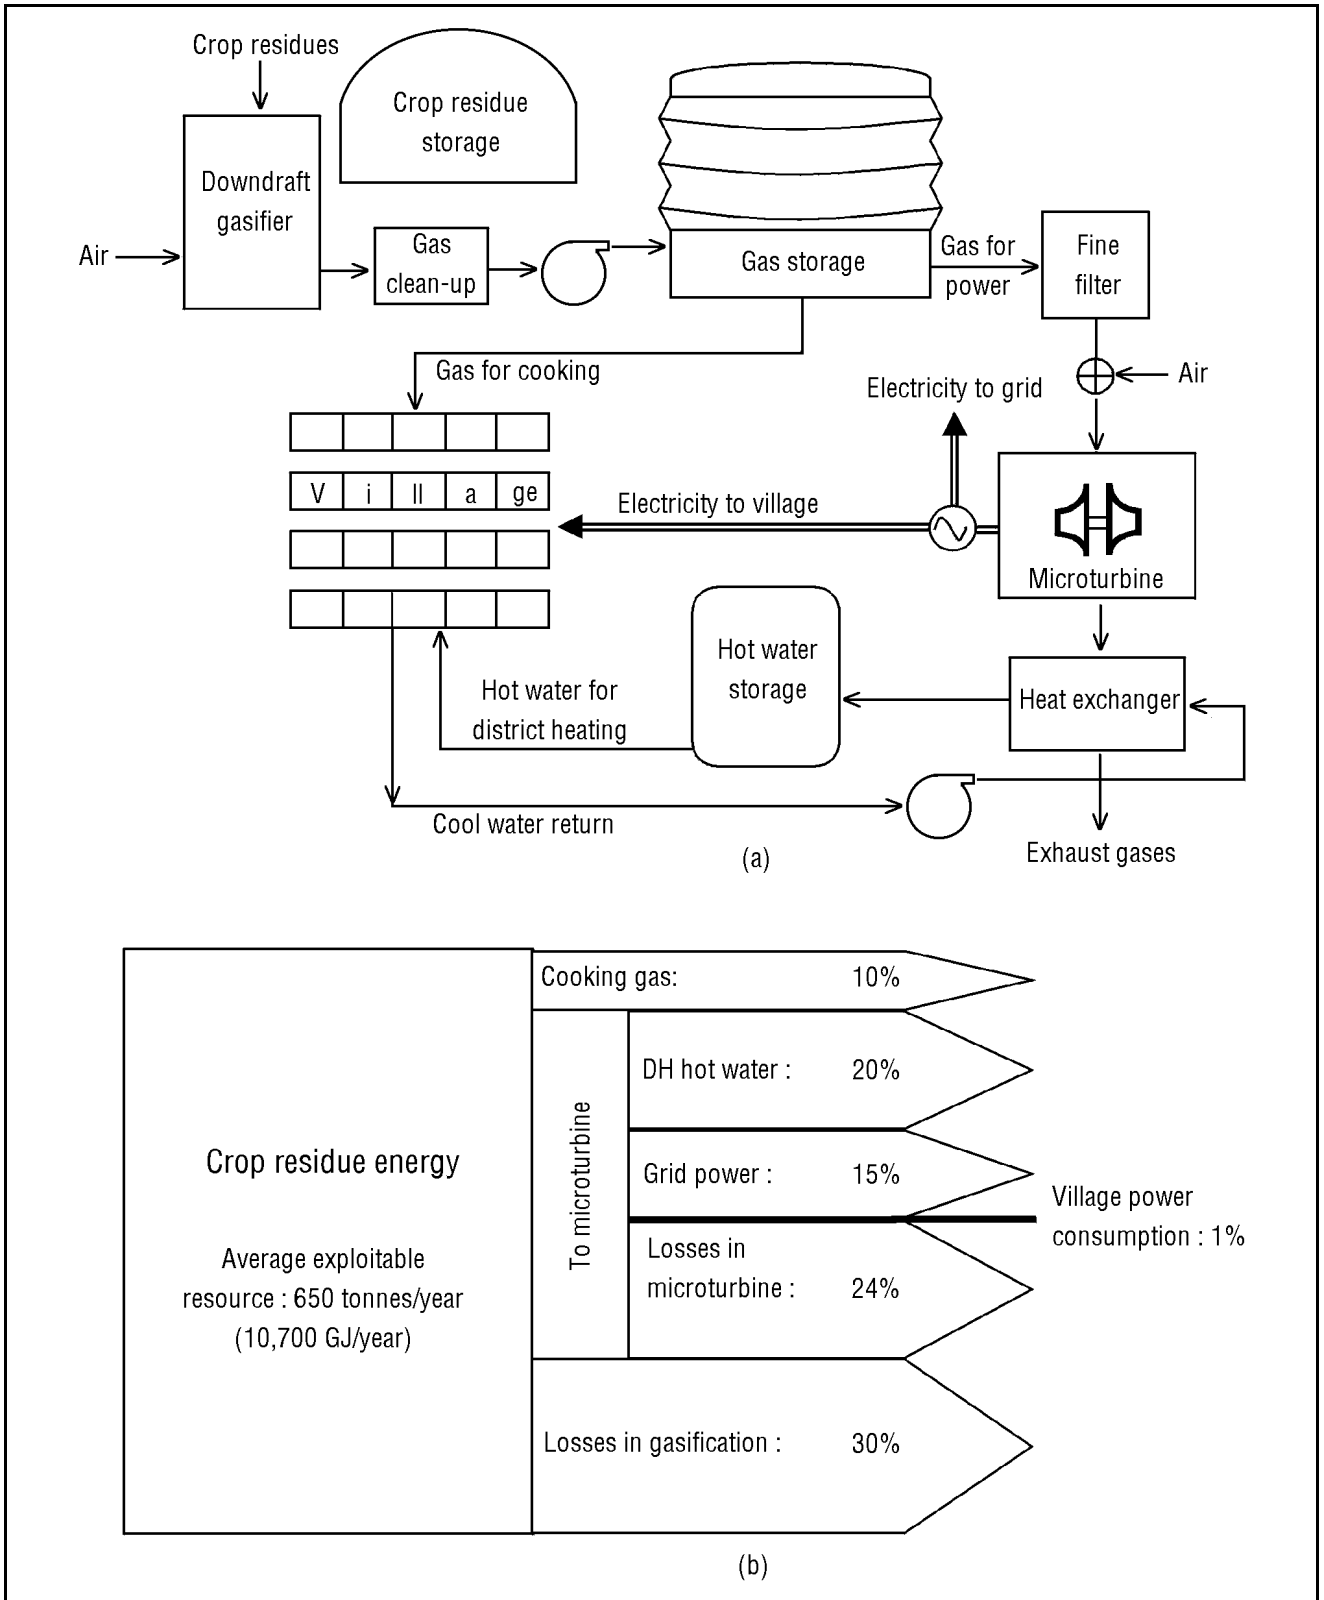 Crop residues
Crop residue
storage
Downdraft
gasifier
Air
Gas
clean-up
Gas storage
Gas for
power
Fine
filter
Gas for cooking
Air
Electricity to grid
V i ll a ge
Electricity to village
Microturbine
Hot water
storage
Heat exchanger
Hot water for
district heating
Cool water return
Exhaust gases
(a)
Cooking gas: 10%
DH hot water : 20%
Grid power : 15%
Village power
consumption : 1%
Losses in
microturbine : 24%
To microturbine
Crop residue energy
Average exploitable
resource : 650 tonnes/year
(10,700 GJ/year)
Losses in gasification : 30%
(b)